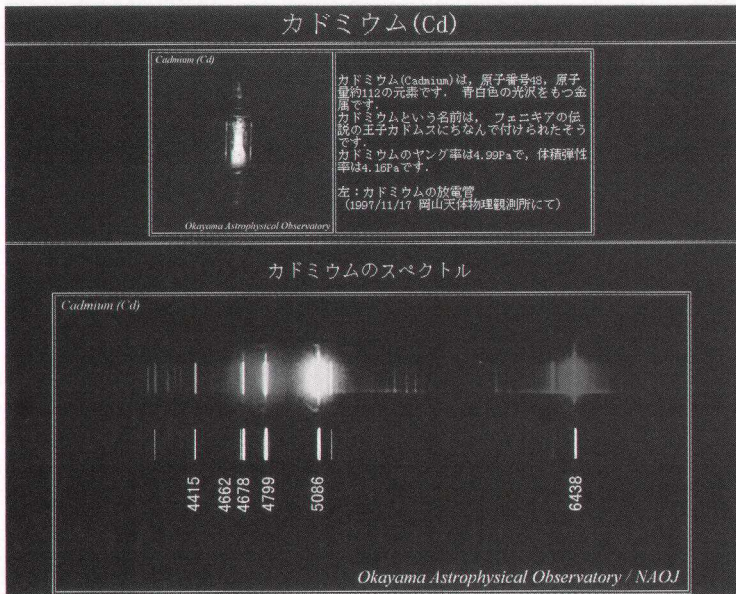 カドミウム(Cd)
Cadmium (Cd)
カドミウム(Cadmium)は，原子番号48，原子
量約112の元素です． 青白色の光沢をもつ金
属です．
カドミウムという名前は， フェニキアの伝
説の王子カドムスにちなんで付けられたそう
です．
カドミウムのヤング率は4.99Paで，体積弾性
率は4.16Paです．
左：カドミウムの放電管
(1997/11/17 岡山天体物理観測所にて)
Okayama Astrophysical Observatory
カドミウムのスペクトル
Cadmium (Cd)
4415
4662
4678
4799
5086
6438
Okayama Astrophysical Observatory / NAOJ